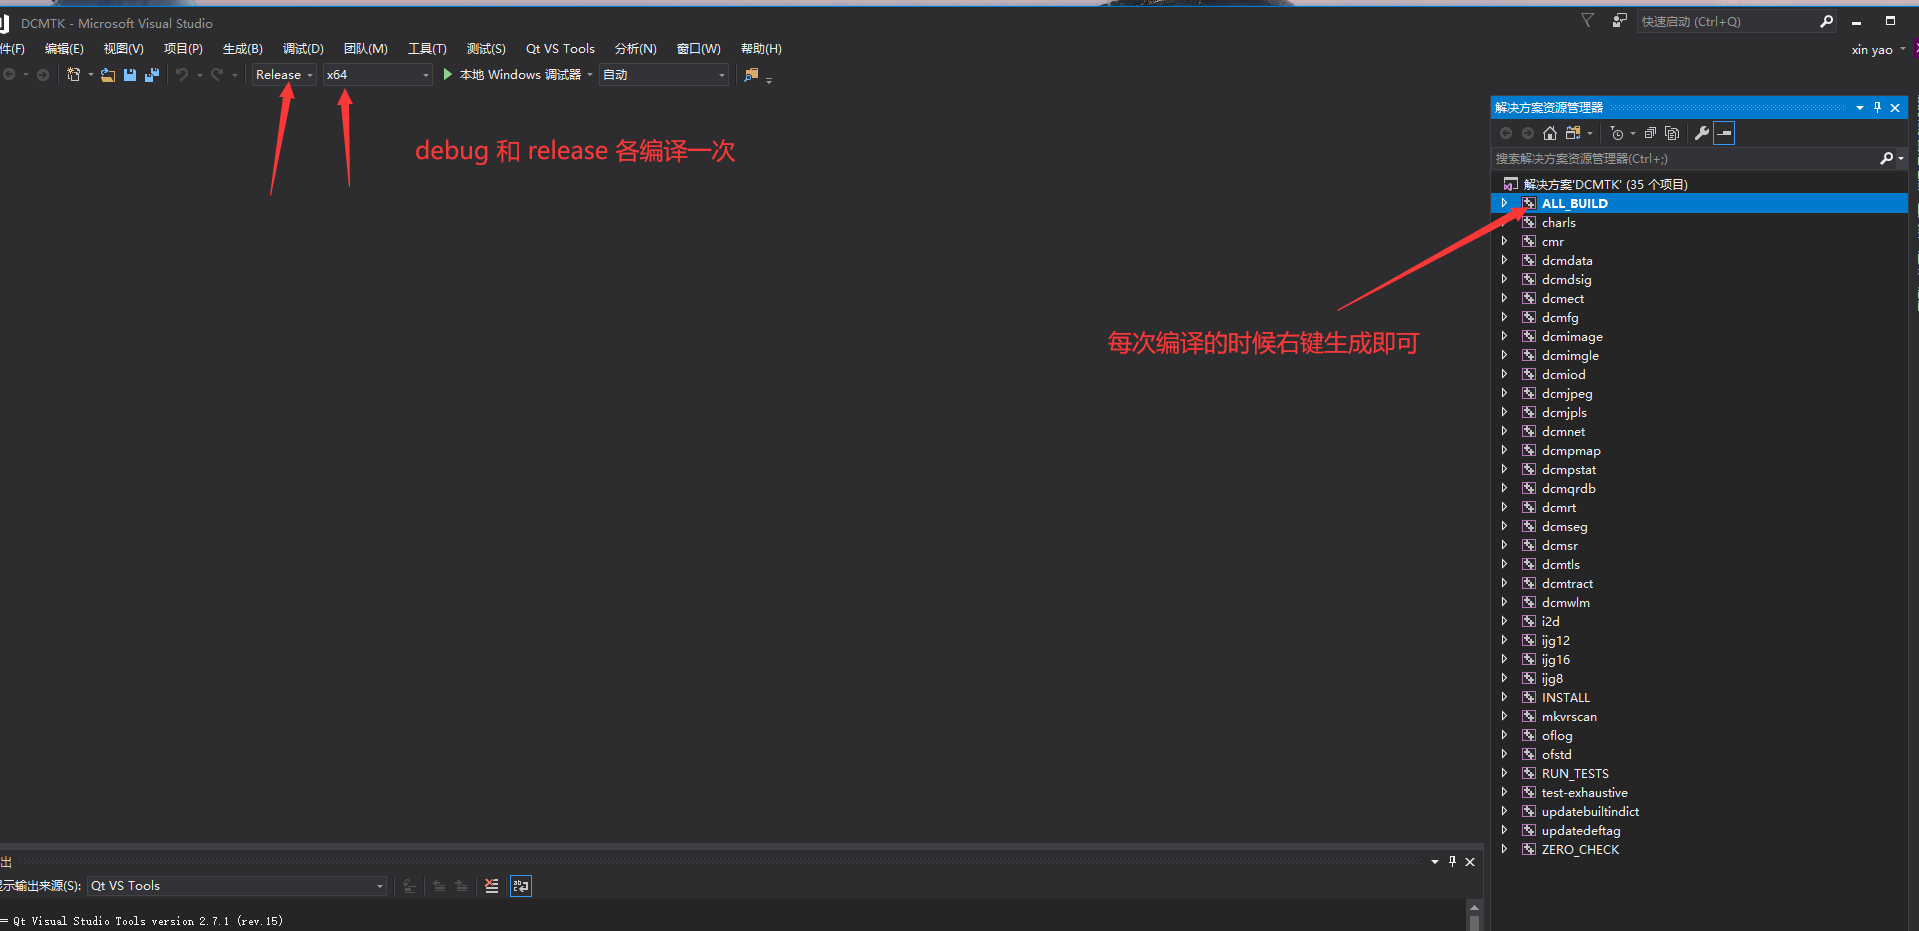 DCMTK - Microsoft Visual Studio
快速启动 (Ctrl+Q)
件(F) 编辑(E) 视图(V) 项目(P) 生成(B) 调试(D) 团队(M) 工具(T) 测试(S) Qt VS Tools 分析(N) 窗口(W) 帮助(H)
xin yao
Release x64 本地 Windows 调试器 自动
debug 和 release 各编译一次
解决方案资源管理器
搜索解决方案资源管理器(Ctrl+;)
解决方案'DCMTK' (35 个项目)
ALL_BUILD
charls
cmr
dcmdata
dcmdsig
dcmect
dcmfg
每次编译的时候右键生成即可
dcmimage
dcmimgle
dcmiod
dcmjpeg
dcmjpls
dcmnet
dcmpmap
dcmpstat
dcmqrdb
dcmrt
dcmseg
dcmsr
dcmtls
dcmtract
dcmwlm
i2d
ijg12
ijg16
ijg8
INSTALL
mkvrscan
oflog
ofstd
RUN_TESTS
test-exhaustive
updatebuiltindict
updatedeftag
ZERO_CHECK
出
示输出来源(S): Qt VS Tools
== Qt Visual Studio Tools version 2.7.1 (rev.15)